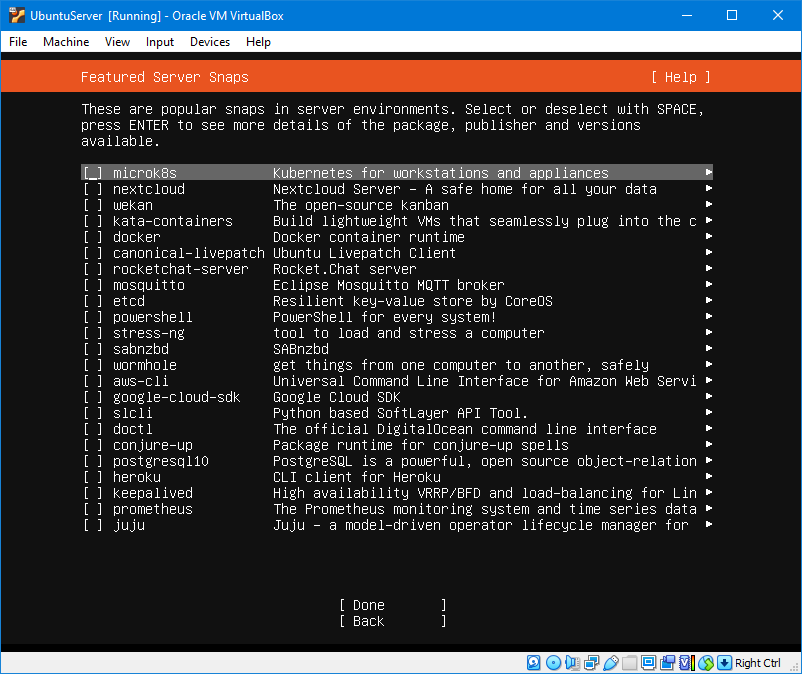 UbuntuServer [Running] - Oracle VM VirtualBox
File Machine View Input Devices Help
Featured Server Snaps [ Help ]
These are popular snaps in server environments. Select or deselect with SPACE,
press ENTER to see more details of the package, publisher and versions
available.
[ ] microk8s Kubernetes for workstations and appliances ▸
[ ] nextcloud Nextcloud Server - A safe home for all your data ▸
[ ] wekan The open-source kanban ▸
[ ] kata-containers Build lightweight VMs that seamlessly plug into the c ▸
[ ] docker Docker container runtime ▸
[ ] canonical-livepatch Ubuntu Livepatch Client ▸
[ ] rocketchat-server Rocket.Chat server ▸
[ ] mosquitto Eclipse Mosquitto MQTT broker ▸
[ ] etcd Resilient key-value store by CoreOS ▸
[ ] powershell PowerShell for every system! ▸
[ ] stress-ng tool to load and stress a computer ▸
[ ] sabnzbd SABnzbd ▸
[ ] wormhole get things from one computer to another, safely ▸
[ ] aws-cli Universal Command Line Interface for Amazon Web Servi ▸
[ ] google-cloud-sdk Google Cloud SDK ▸
[ ] slcli Python based SoftLayer API Tool. ▸
[ ] doctl The official DigitalOcean command line interface ▸
[ ] conjure-up Package runtime for conjure-up spells ▸
[ ] postgresql10 PostgreSQL is a powerful, open source object-relation ▸
[ ] heroku CLI client for Heroku ▸
[ ] keepalived High availability VRRP/BFD and load-balancing for Lin ▸
[ ] prometheus The Prometheus monitoring system and time series data ▸
[ ] juju Juju - a model-driven operator lifecycle manager for ▸
[ Done ]
[ Back ]
Right Ctrl